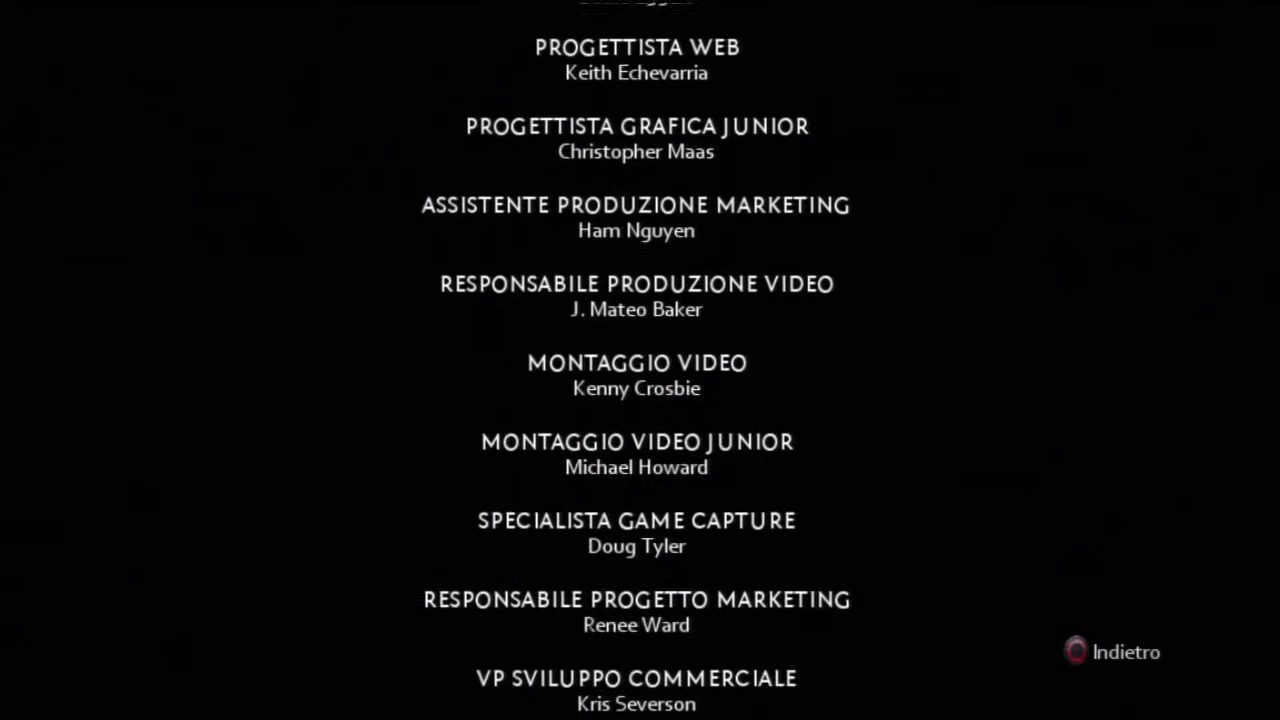 PROGETTISTA WEB
Keith Echevarria
PROGETTISTA GRAFICA JUNIOR
Christopher Maas
ASSISTENTE PRODUZIONE MARKETING
Ham Nguyen
RESPONSABILE PRODUZIONE VIDEO
J. Mateo Baker
MONTAGGIO VIDEO
Kenny Crosbie
MONTAGGIO VIDEO JUNIOR
Michael Howard
SPECIALISTA GAME CAPTURE
Doug Tyler
RESPONSABILE PROGETTO MARKETING
Renee Ward
Indietro
VP SVILUPPO COMMERCIALE
Kris Severson